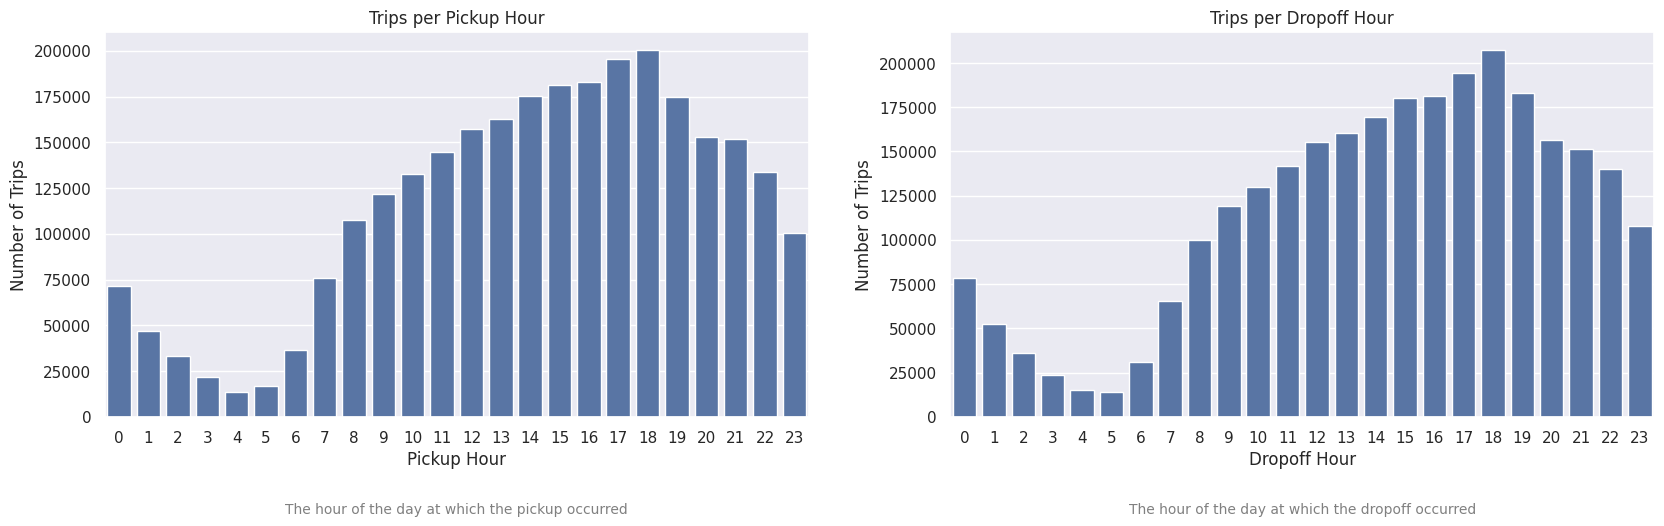 Trips per Pickup Hour
200000
175000
150000
125000
100000
75000
50000
25000
0
Number of Trips
0 1 2 3 4 5 6 7 8 9 10 11 12 13 14 15 16 17 18 19 20 21 22 23
Pickup Hour
The hour of the day at which the pickup occurred
Trips per Dropoff Hour
200000
175000
150000
125000
100000
75000
50000
25000
0
Number of Trips
0 1 2 3 4 5 6 7 8 9 10 11 12 13 14 15 16 17 18 19 20 21 22 23
Dropoff Hour
The hour of the day at which the dropoff occurred